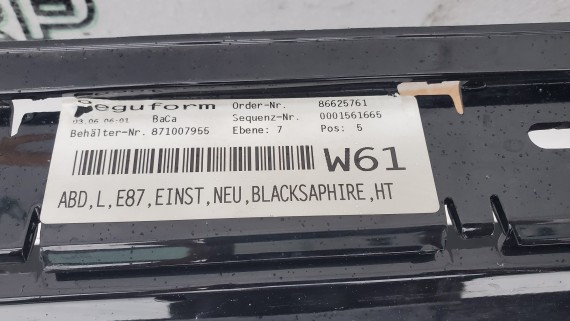 Peguform Order-Nr. 86625761
BaCa Sequenz-Nr. 0001561665
Behälter-Nr. 871007955 Ebene: 7 Pos: 5
W61
ABD,L,E87,EINST,NEU,BLACKSAPHIRE,HT